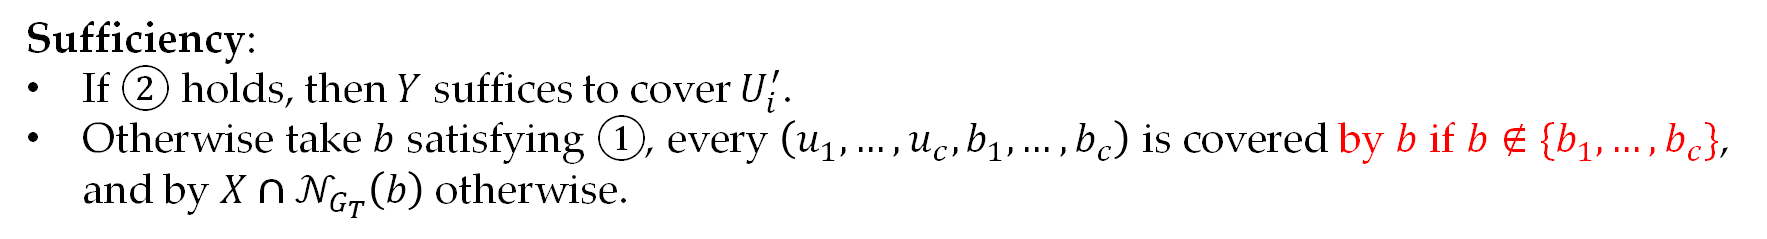 Sufficiency:
• If ② holds, then Y suffices to cover U′ᵢ.
• Otherwise take b satisfying ①, every (u₁, … , u_c, b₁, … , b_c) is covered by b if b ∉ {b₁, … , b_c},
and by X ∩ 𝒩_{G_T}(b) otherwise.